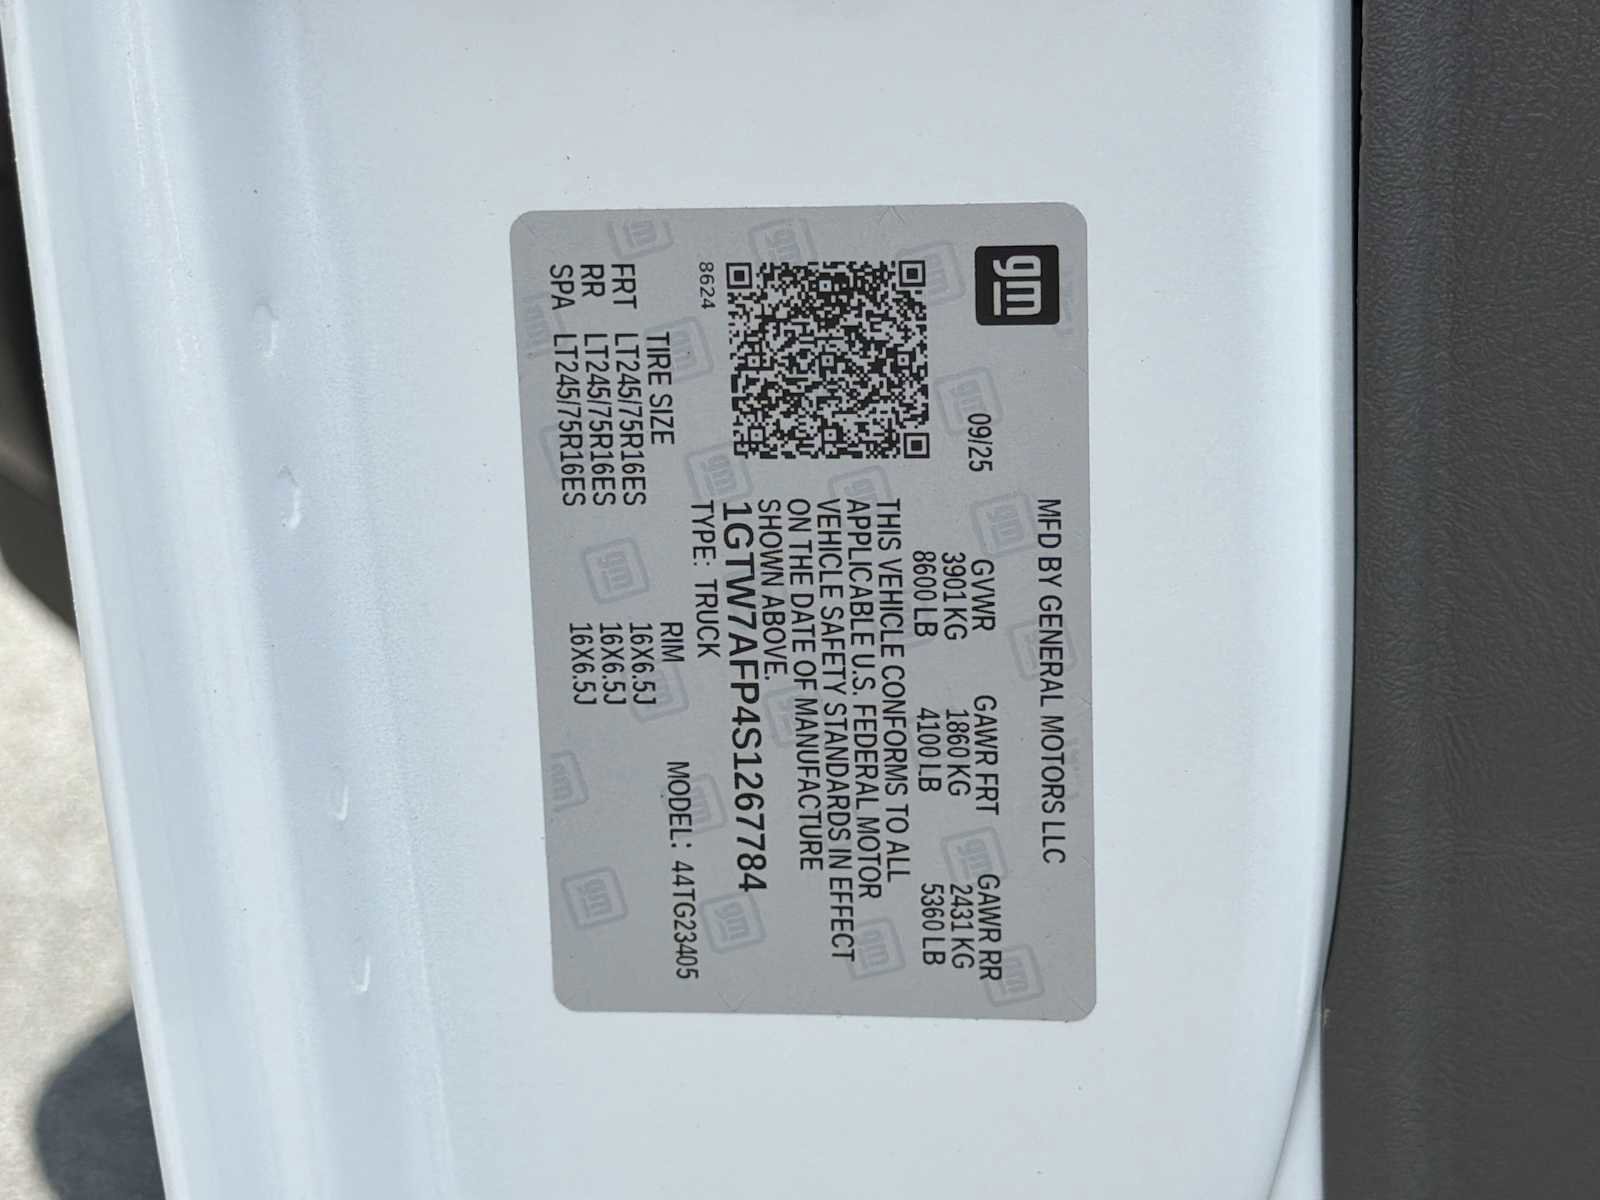 gm
MFD BY GENERAL MOTORS LLC
09/25
GVWR GAWR FRT GAWR RR
3901 KG 1860 KG 2431 KG
8600 LB 4100 LB 5360 LB
THIS VEHICLE CONFORMS TO ALL
APPLICABLE U.S. FEDERAL MOTOR
VEHICLE SAFETY STANDARDS IN EFFECT
ON THE DATE OF MANUFACTURE
SHOWN ABOVE.
1GTW7AFP4S1267784
8624 TYPE: TRUCK MODEL: 44TG23405
TIRE SIZE RIM
FRT LT245/75R16ES 16X6.5J
RR LT245/75R16ES 16X6.5J
SPA LT245/75R16ES 16X6.5J